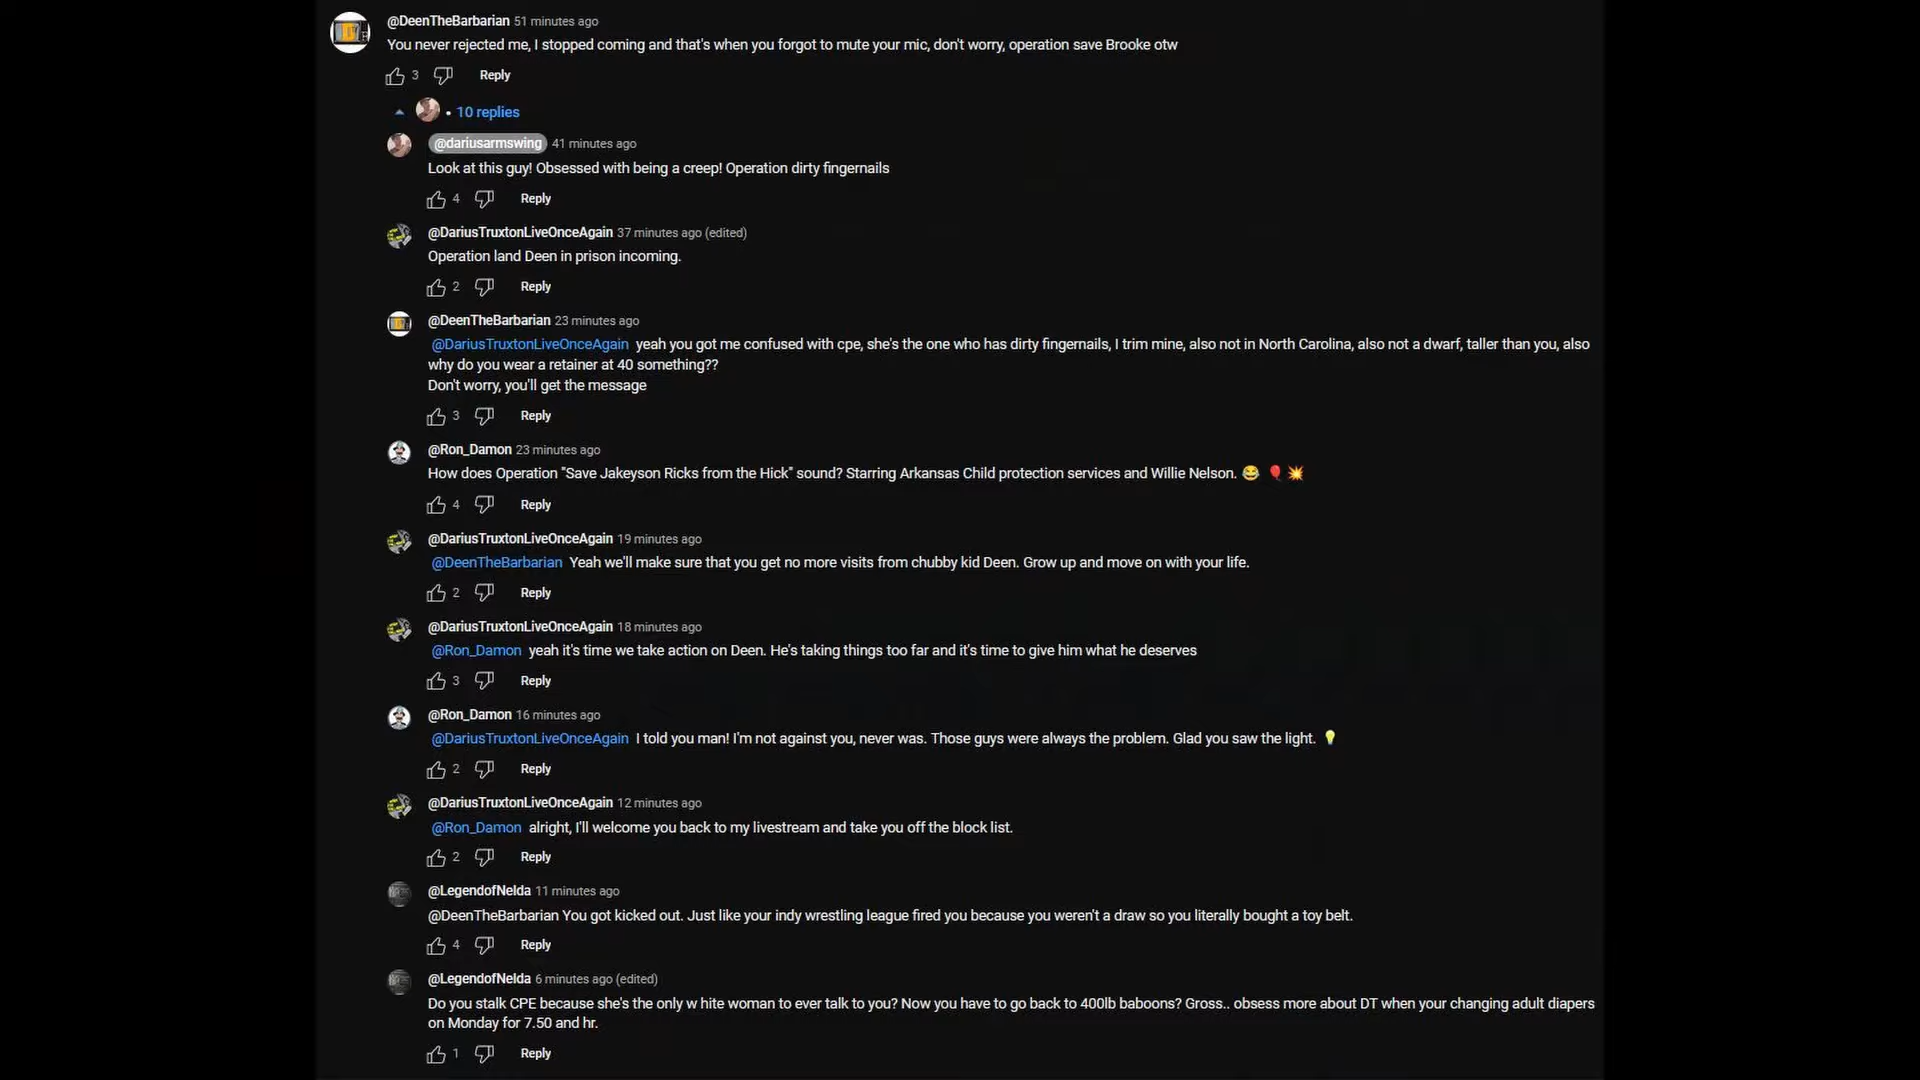 @DeenTheBarbarian 51 minutes ago
You never rejected me, I stopped coming and that's when you forgot to mute your mic, don't worry, operation save Brooke otw
3 Reply
• 10 replies
@dariusarmswing 41 minutes ago
Look at this guy! Obsessed with being a creep! Operation dirty fingernails
4 Reply
@DariusTruxtonLiveOnceAgain 37 minutes ago (edited)
Operation land Deen in prison incoming.
2 Reply
@DeenTheBarbarian 23 minutes ago
@DariusTruxtonLiveOnceAgain yeah you got me confused with cpe, she's the one who has dirty fingernails, I trim mine, also not in North Carolina, also not a dwarf, taller than you, also
why do you wear a retainer at 40 something??
Don't worry, you'll get the message
3 Reply
@Ron_Damon 23 minutes ago
How does Operation "Save Jakeyson Ricks from the Hick" sound? Starring Arkansas Child protection services and Willie Nelson. 😂 🎈 💥
4 Reply
@DariusTruxtonLiveOnceAgain 19 minutes ago
@DeenTheBarbarian Yeah we'll make sure that you get no more visits from chubby kid Deen. Grow up and move on with your life.
2 Reply
@DariusTruxtonLiveOnceAgain 18 minutes ago
@Ron_Damon yeah it's time we take action on Deen. He's taking things too far and it's time to give him what he deserves
3 Reply
@Ron_Damon 16 minutes ago
@DariusTruxtonLiveOnceAgain I told you man! I'm not against you, never was. Those guys were always the problem. Glad you saw the light. 💡
2 Reply
@DariusTruxtonLiveOnceAgain 12 minutes ago
@Ron_Damon alright, I'll welcome you back to my livestream and take you off the block list.
2 Reply
@LegendofNelda 11 minutes ago
@DeenTheBarbarian You got kicked out. Just like your indy wrestling league fired you because you weren't a draw so you literally bought a toy belt.
4 Reply
@LegendofNelda 6 minutes ago (edited)
Do you stalk CPE because she's the only w hite woman to ever talk to you? Now you have to go back to 400lb baboons? Gross.. obsess more about DT when your changing adult diapers
on Monday for 7.50 and hr.
1 Reply